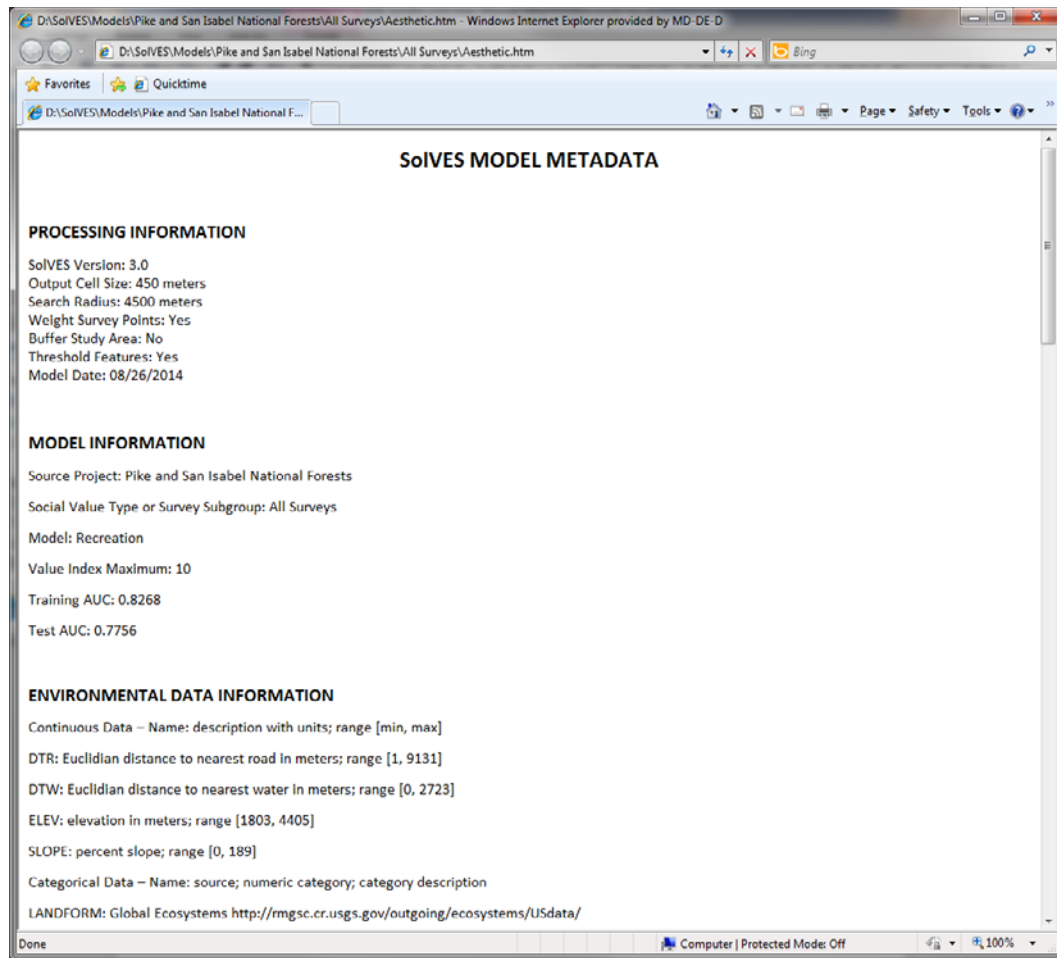 D:\SolVES\Models\Pike and San Isabel National Forests\All Surveys\Aesthetic.htm - Windows Internet Explorer provided by MD-DE-D
D:\SolVES\Models\Pike and San Isabel National Forests\All Surveys\Aesthetic.htm
Bing
Favorites
Quicktime
D:\SolVES\Models\Pike and San Isabel National F...
Page
Safety
Tools
SolVES MODEL METADATA
PROCESSING INFORMATION
SolVES Version: 3.0
Output Cell Size: 450 meters
Search Radius: 4500 meters
Weight Survey Points: Yes
Buffer Study Area: No
Threshold Features: Yes
Model Date: 08/26/2014
MODEL INFORMATION
Source Project: Pike and San Isabel National Forests
Social Value Type or Survey Subgroup: All Surveys
Model: Recreation
Value Index Maximum: 10
Training AUC: 0.8268
Test AUC: 0.7756
ENVIRONMENTAL DATA INFORMATION
Continuous Data – Name: description with units; range [min, max]
DTR: Euclidian distance to nearest road in meters; range [1, 9131]
DTW: Euclidian distance to nearest water in meters; range [0, 2723]
ELEV: elevation in meters; range [1803, 4405]
SLOPE: percent slope; range [0, 189]
Categorical Data – Name: source; numeric category; category description
LANDFORM: Global Ecosystems http://rmgsc.cr.usgs.gov/outgoing/ecosystems/USdata/
Done
Computer | Protected Mode: Off
100%